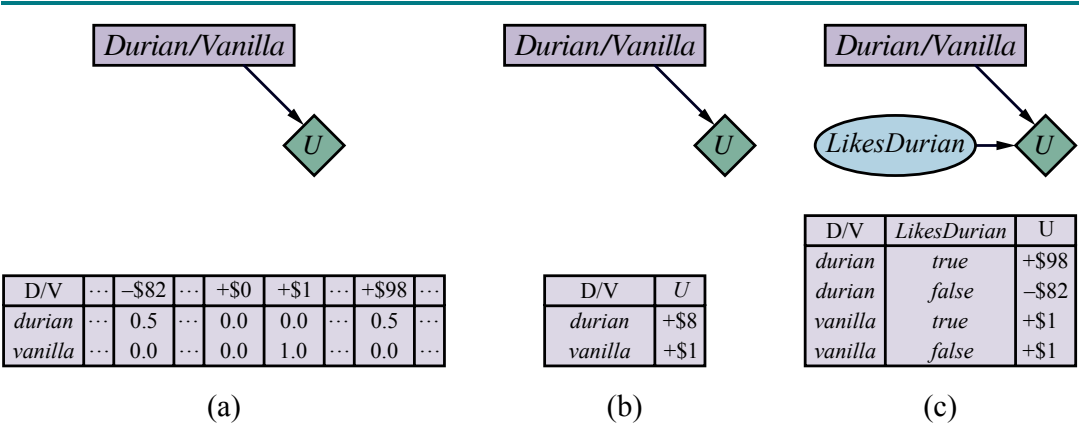 Durian/Vanilla Durian/Vanilla Durian/Vanilla
U U LikesDurian U
D/V LikesDurian U
durian true +$98
D/V ··· –$82 ··· +$0 +$1 ··· +$98 ··· D/V U durian false –$82
durian ··· 0.5 ··· 0.0 0.0 ··· 0.5 ··· durian +$8 vanilla true +$1
vanilla ··· 0.0 ··· 0.0 1.0 ··· 0.0 ··· vanilla +$1 vanilla false +$1
(a) (b) (c)